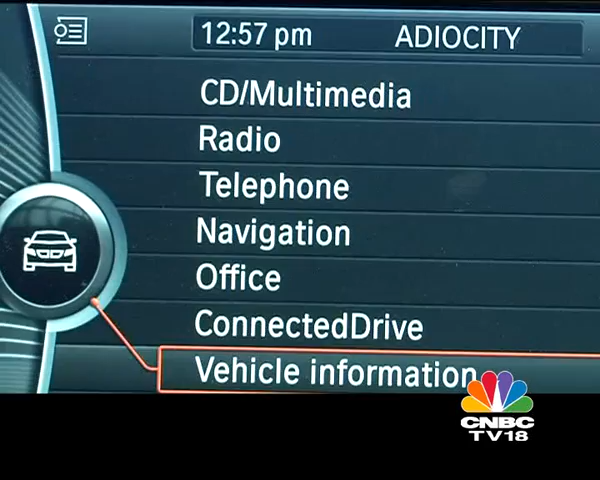 12:57 pm ADIOCITY
CD/Multimedia
Radio
Telephone
Navigation
Office
ConnectedDrive
Vehicle information
CNBC
TV18